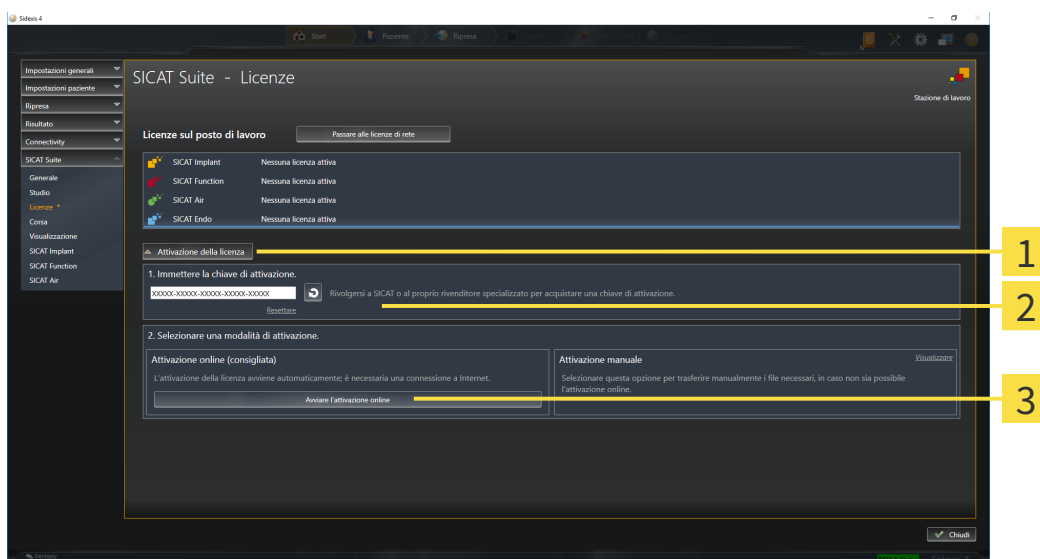 Sidexis 4
Start
Paziente
Ripresa
Impostazioni generali
Impostazioni paziente
Ripresa
Risultato
Connectivity
SICAT Suite
Generale
Studio
Licenze *
Corsa
Visualizzazione
SICAT Implant
SICAT Function
SICAT Air
SICAT Suite - Licenze
Stazione di lavoro
Licenze sul posto di lavoro
Passare alle licenze di rete
SICAT Implant Nessuna licenza attiva
SICAT Function Nessuna licenza attiva
SICAT Air Nessuna licenza attiva
SICAT Endo Nessuna licenza attiva
Attivazione della licenza
1. Immettere la chiave di attivazione.
XXXXX-XXXXX-XXXXX-XXXXX-XXXXX
Rivolgersi a SICAT o al proprio rivenditore specializzato per acquistare una chiave di attivazione.
Resettare
2. Selezionare una modalità di attivazione.
Attivazione online (consigliata)
L'attivazione della licenza avviene automaticamente; è necessaria una connessione a Internet.
Avviare l'attivazione online
Attivazione manuale
Visualizzare
Selezionare questa opzione per trasferire manualmente i file necessari, in caso non sia possibile
l'attivazione online.
Chiudi
1
2
3